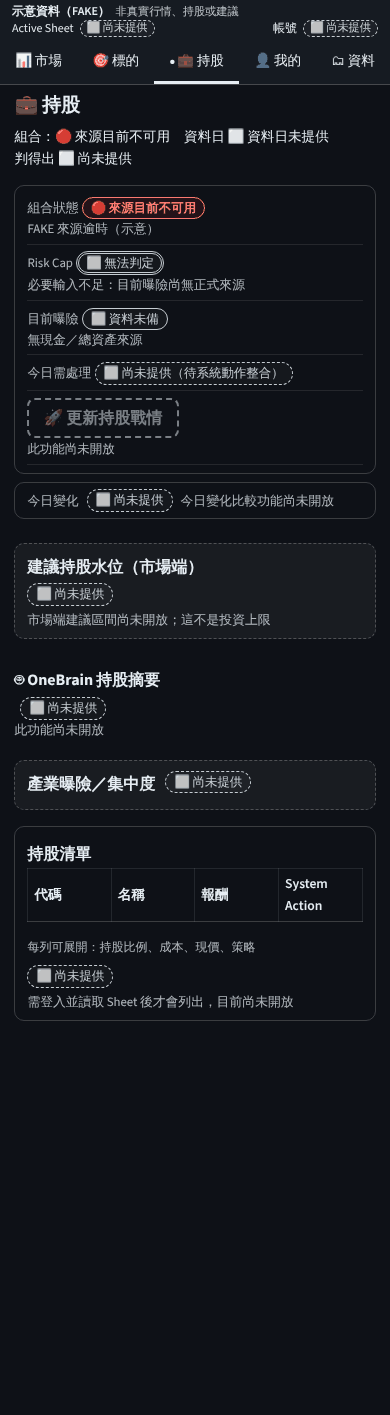 示意資料（FAKE） 非真實行情、持股或建議
Active Sheet ⬜ 尚未提供 帳號 ⬜ 尚未提供
📊 市場 🎯 標的 ●💼 持股 👤 我的 🗂 資料
💼 持股
組合：🔴 來源目前不可用 資料日 ⬜ 資料日未提供
判得出 ⬜ 尚未提供
組合狀態 🔴 來源目前不可用
FAKE 來源逾時（示意）
Risk Cap ⬜ 無法判定
必要輸入不足：目前曝險尚無正式來源
目前曝險 ⬜ 資料未備
無現金／總資產來源
今日需處理 ⬜ 尚未提供（待系統動作整合）
🚀 更新持股戰情
此功能尚未開放
今日變化 ⬜ 尚未提供 今日變化比較功能尚未開放
建議持股水位（市場端）
⬜ 尚未提供
市場端建議區間尚未開放；這不是投資上限
OneBrain 持股摘要
⬜ 尚未提供
此功能尚未開放
產業曝險／集中度 ⬜ 尚未提供
持股清單
代碼 名稱 報酬 System Action
每列可展開：持股比例、成本、現價、策略
⬜ 尚未提供
需登入並讀取 Sheet 後才會列出，目前尚未開放